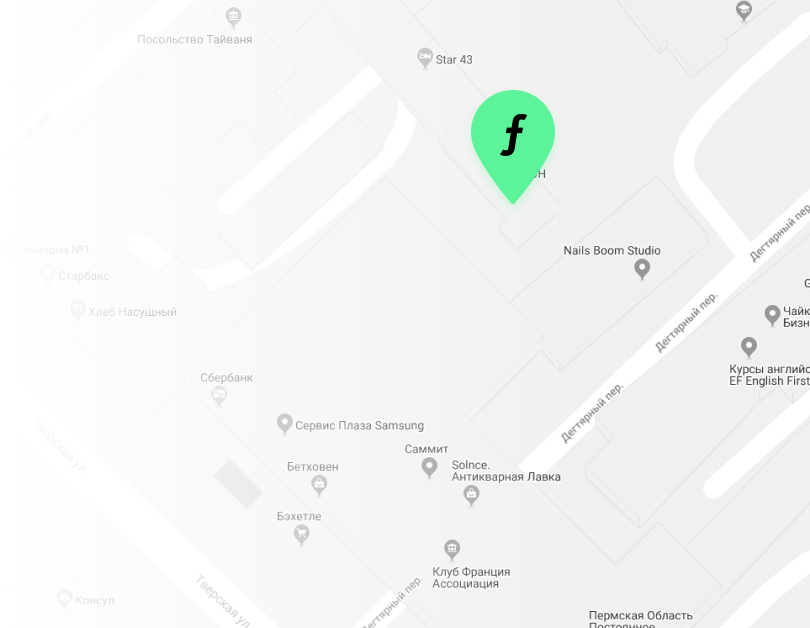 Посольство Тайваня
Star 43
пер.
f
Nails Boom Studio
Дегтярный пер.
айхона №1
Старбакс
Хлеб Насущный
Дегтярный пер.
Чайк
Бизн
Курсы английс
EF English First
Сбербанк
Дегтярный пер.
Сервис Плаза Samsung
Тверская ул.
Саммит
Бетховен
Solnce.
Антикварная Лавка
Бэхетле
Клуб Франция
Ассоциация
Тверская ул.
Дегтярный пер.
Консул
Пермская Область
Постоянное